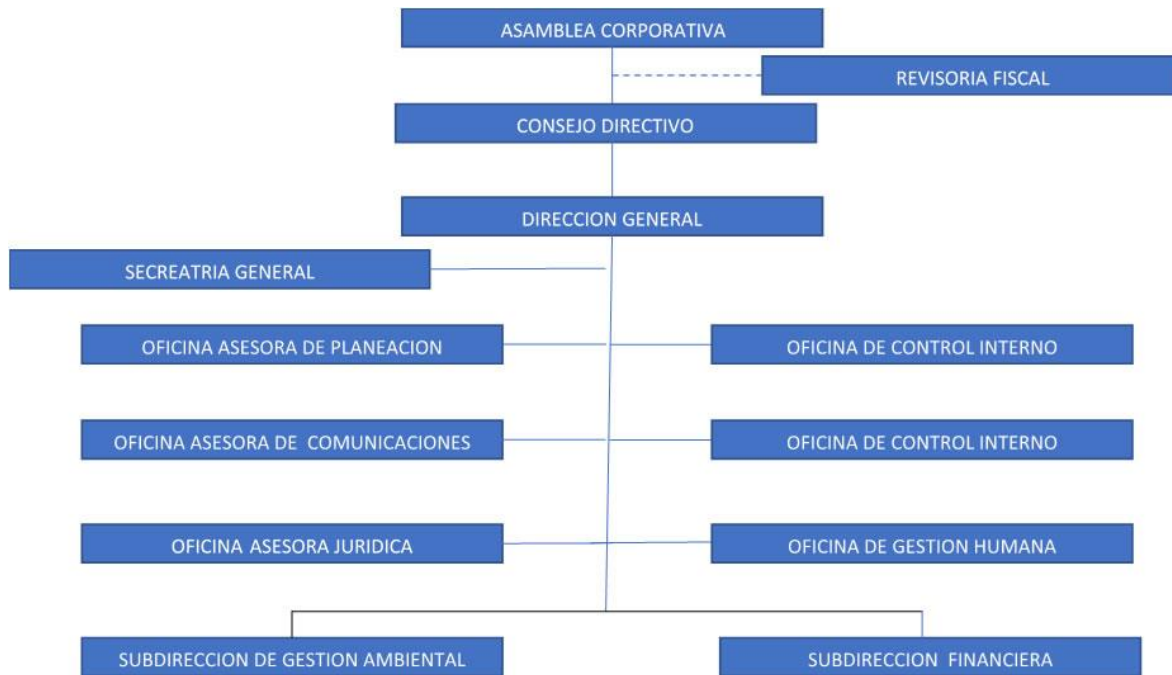 ASAMBLEA CORPORATIVA
REVISORIA FISCAL
CONSEJO DIRECTIVO
DIRECCION GENERAL
SECREATRIA GENERAL
OFICINA ASESORA DE PLANEACION
OFICINA DE CONTROL INTERNO
OFICINA ASESORA DE COMUNICACIONES
OFICINA DE CONTROL INTERNO
OFICINA ASESORA JURIDICA
OFICINA DE GESTION HUMANA
SUBDIRECCION DE GESTION AMBIENTAL
SUBDIRECCION FINANCIERA